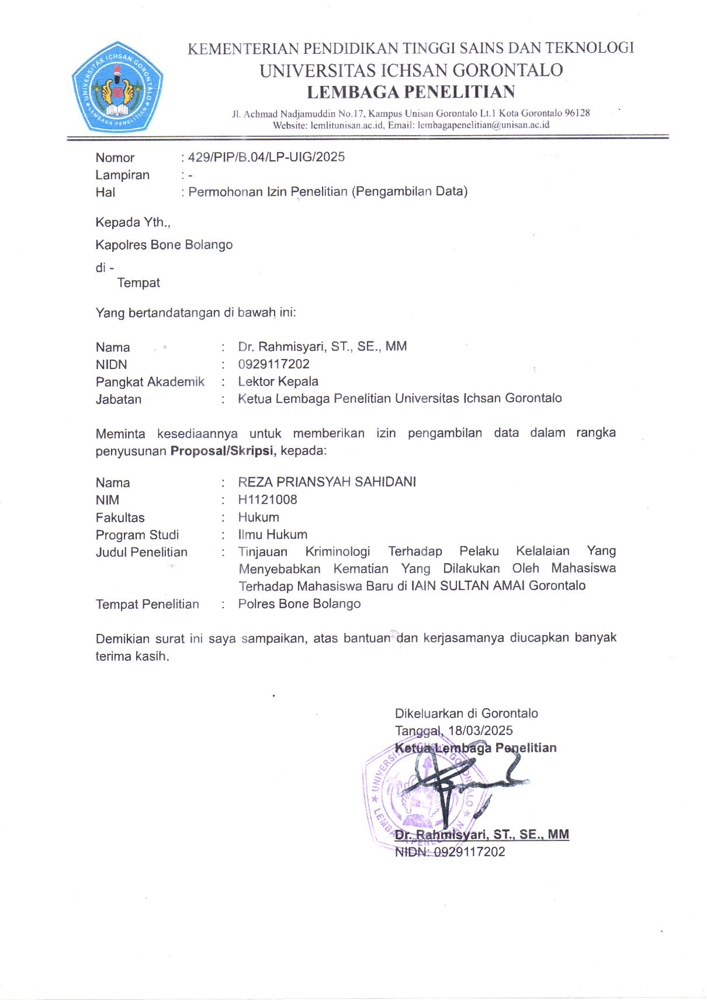 KEMENTERIAN PENDIDIKAN TINGGI SAINS DAN TEKNOLOGI
UNIVERSITAS ICHSAN GORONTALO
LEMBAGA PENELITIAN
Jl. Achmad Nadjamuddin No.17, Kampus Unisan Gorontalo Lt.1 Kota Gorontalo 96128
Website: lemlitunisan.ac.id, Email: lembagapenelitian@unisan.ac.id
UNIVERSITAS ICHSAN GORONTALO
LEMBAGA PENELITIAN
Nomor : 429/PIP/B.04/LP-UIG/2025
Lampiran : -
Hal : Permohonan Izin Penelitian (Pengambilan Data)
Kepada Yth.,
Kapolres Bone Bolango
di -
Tempat
Yang bertandatangan di bawah ini:
Nama : Dr. Rahmisyari, ST., SE., MM
NIDN : 0929117202
Pangkat Akademik : Lektor Kepala
Jabatan : Ketua Lembaga Penelitian Universitas Ichsan Gorontalo
Meminta kesediaannya untuk memberikan izin pengambilan data dalam rangka
penyusunan Proposal/Skripsi, kepada:
Nama : REZA PRIANSYAH SAHIDANI
NIM : H1121008
Fakultas : Hukum
Program Studi : Ilmu Hukum
Judul Penelitian : Tinjauan Kriminologi Terhadap Pelaku Kelalaian Yang
Menyebabkan Kematian Yang Dilakukan Oleh Mahasiswa
Terhadap Mahasiswa Baru di IAIN SULTAN AMAI Gorontalo
Tempat Penelitian : Polres Bone Bolango
Demikian surat ini saya sampaikan, atas bantuan dan kerjasamanya diucapkan banyak
terima kasih.
Dikeluarkan di Gorontalo
Tanggal, 18/03/2025
Ketua Lembaga Penelitian
UNIVERSITAS ICHSAN GORONTALO
LEMBAGA PENELITIAN
Dr. Rahmisyari, ST., SE., MM
NIDN: 0929117202